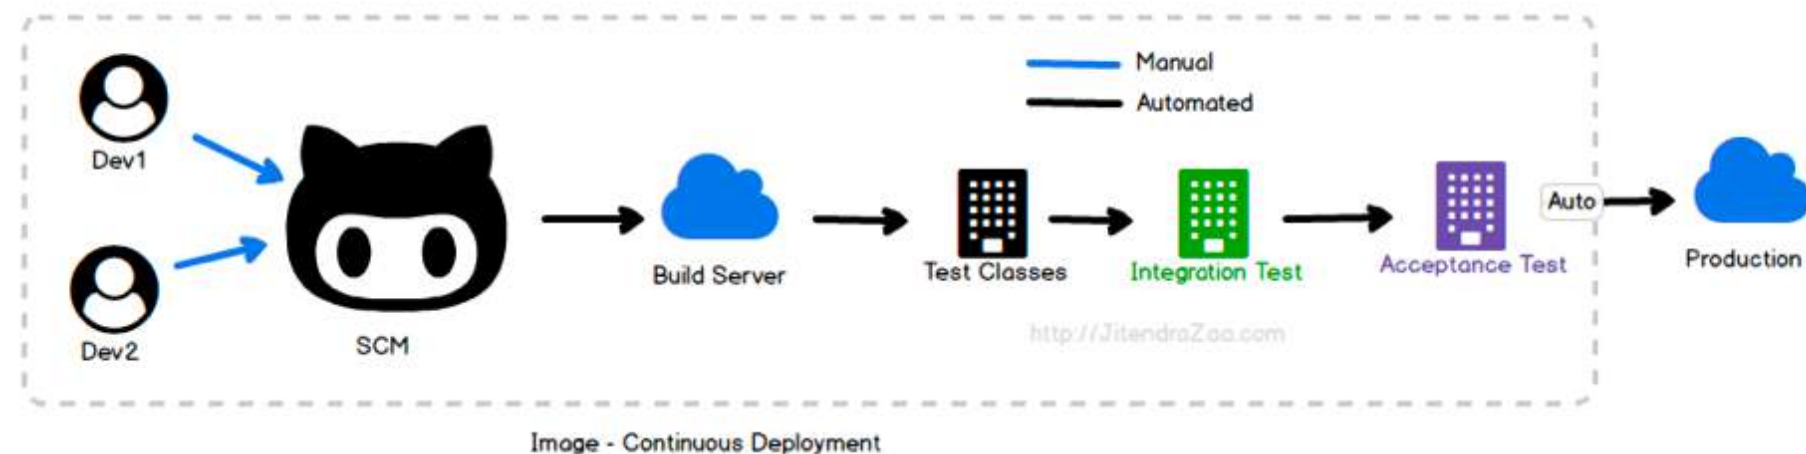 Manual
Automated
Dev1
Dev2
SCM
Build Server
Test Classes
Integration Test
Acceptance Test
Auto
Production
http://JitendraZaa.com
Image - Continuous Deployment